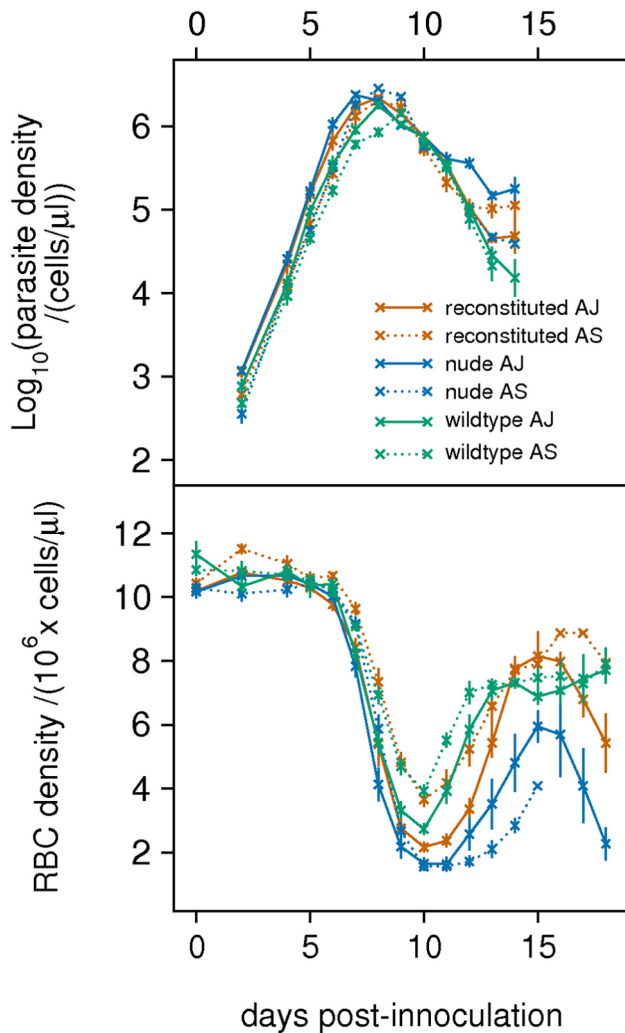 0 5 10 15
Log10(parasite density
/(cells/µl))
6
5
4
3
2
reconstituted AJ
reconstituted AS
nude AJ
nude AS
wildtype AJ
wildtype AS
RBC density /(10^6 x cells/µl)
12
10
8
6
4
2
0 5 10 15
days post-innoculation